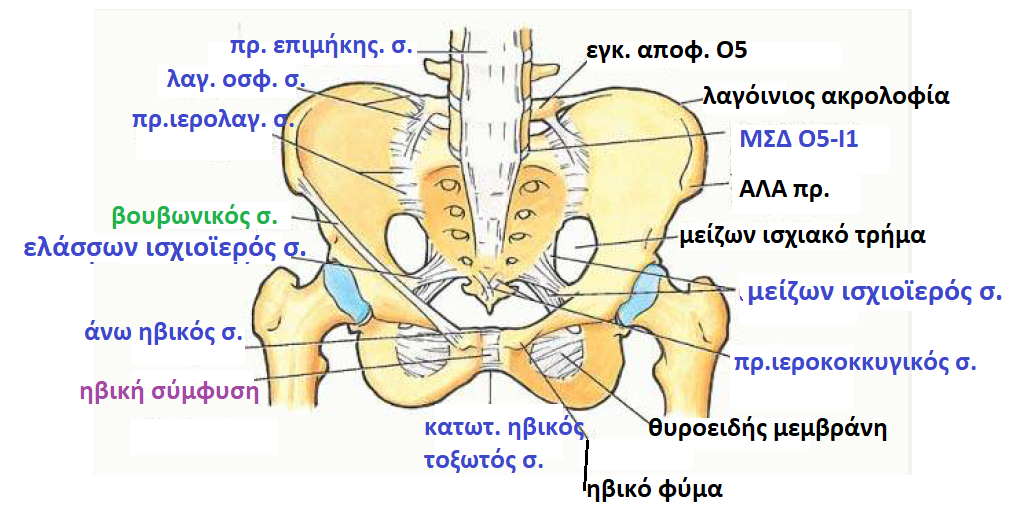 πρ. επιμήκης. σ.
λαγ. οσφ. σ.
πρ.ιερολαγ. σ.
βουβωνικός σ.
ελάσσων ισχιοϊερός σ.
άνω ηβικός σ.
ηβική σύμφυση
κατωτ. ηβικός
τοξωτός σ.
εγκ. αποφ. Ο5
λαγόινιος ακρολοφία
ΜΣΔ Ο5-Ι1
ΑΛΑ πρ.
μείζων ισχιακό τρήμα
μείζων ισχιοϊερός σ.
πρ.ιεροκοκκυγικός σ.
θυροειδής μεμβράνη
ηβικό φύμα